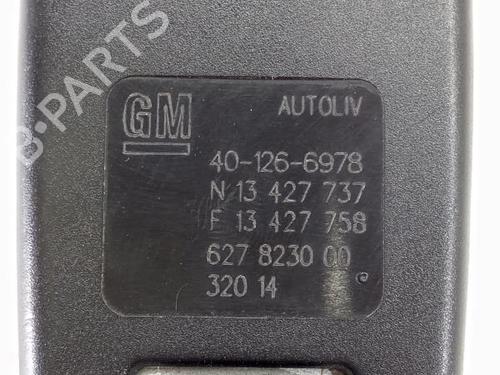 B-PARTS
GM AUTOLIV
40-126-6978
N 13 427 737
F 13 427 758
627 8230 00
320 14